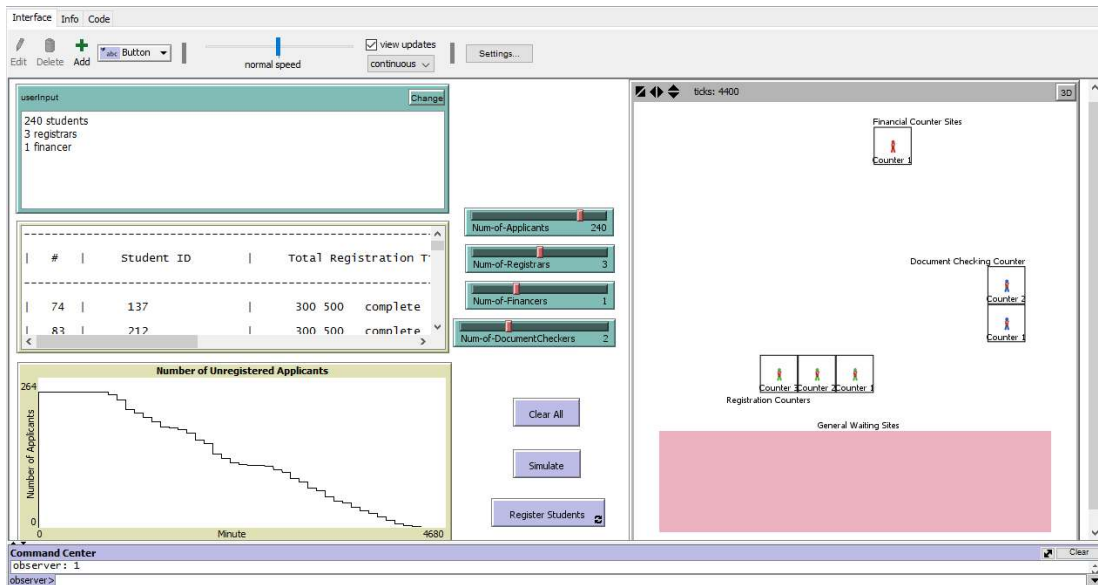 Interface Info Code
Edit Delete Add abc Button normal speed view updates continuous Settings...
userInput Change
240 students
3 registrars
1 financer
| # | Student ID | Total Registration T
| 74 | 137 | 300 500 complete
| 83 | 212 | 300 500 complete
Num-of-Applicants 240
Num-of-Registrars 3
Num-of-Financers 1
Num-of-DocumentCheckers 2
Number of Unregistered Applicants
264
Number of Applicants
0
0 Minute 4680
Clear All
Simulate
Register Students
ticks: 4400 3D
Financial Counter Sites
Counter 1
Document Checking Counter
Counter 2
Counter 1
Counter 3 Counter 2 Counter 1
Registration Counters
General Waiting Sites
Command Center Clear
observer: 1
observer>